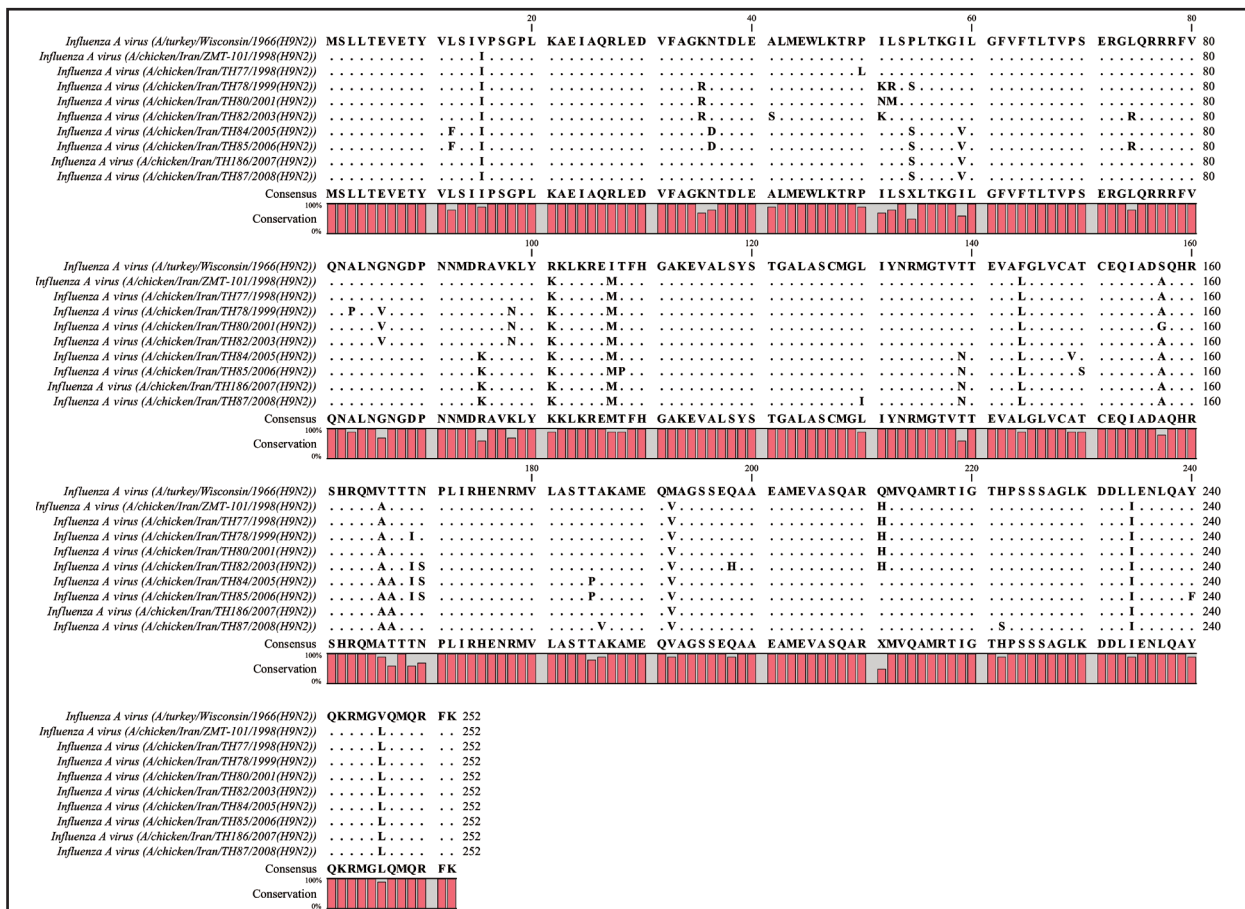 20 40 60 80
Influenza A virus (A/turkey/Wisconsin/1966(H9N2)) MSLLTEVETY VLSIVPSGPL KAEIAQRLED VFAGKNTDLE ALMEWLKTRP ILSPLTKGIL GFVFTLTVPS ERGLQRRRFV 80
Influenza A virus (A/chicken/Iran/ZMT-101/1998(H9N2)) .......... ....I..... .......... .......... .......... .......... .......... .......... 80
Influenza A virus (A/chicken/Iran/TH77/1998(H9N2)) .......... ....I..... .......... .......... .........L .......... .......... .......... 80
Influenza A virus (A/chicken/Iran/TH78/1999(H9N2)) .......... ....I..... .......... ....R..... .......... KR.S...... .......... .......... 80
Influenza A virus (A/chicken/Iran/TH80/2001(H9N2)) .......... ....I..... .......... ....R..... .......... NM........ .......... .......... 80
Influenza A virus (A/chicken/Iran/TH82/2003(H9N2)) .......... ....I..... .......... ....R..... S......... K......... .......... ...R...... 80
Influenza A virus (A/chicken/Iran/TH84/2005(H9N2)) .......... .F..I..... .......... .....D.... .......... ...S....V. .......... .......... 80
Influenza A virus (A/chicken/Iran/TH85/2006(H9N2)) .......... .F..I..... .......... .....D.... .......... ...S....V. .......... ...R...... 80
Influenza A virus (A/chicken/Iran/TH186/2007(H9N2)) .......... ....I..... .......... .......... .......... ...S....V. .......... .......... 80
Influenza A virus (A/chicken/Iran/TH87/2008(H9N2)) .......... ....I..... .......... .......... .......... ...S....V. .......... .......... 80
Consensus MSLLTEVETY VLSIIPSGPL KAEIAQRLED VFAGKNTDLE ALMEWLKTRP ILSXLTKGIL GFVFTLTVPS ERGLQRRRFV
100%
Conservation
0%
100 120 140 160
Influenza A virus (A/turkey/Wisconsin/1966(H9N2)) QNALNGNGDP NNMDRAVKLY RKLKREITFH GAKEVALSYS TGALASCMGL IYNRMGTVTT EVAFGLVCAT CEQIADSQHR 160
Influenza A virus (A/chicken/Iran/ZMT-101/1998(H9N2)) .......... .......... K.....M... .......... .......... .......... ...L...... ......A... 160
Influenza A virus (A/chicken/Iran/TH77/1998(H9N2)) .......... .......... K.....M... .......... .......... .......... ...L...... ......A... 160
Influenza A virus (A/chicken/Iran/TH78/1999(H9N2)) ..P..V.... .......N.. K.....M... .......... .......... .......... ...L...... ......A... 160
Influenza A virus (A/chicken/Iran/TH80/2001(H9N2)) .....V.... .......N.. K.....M... .......... .......... .......... ...L...... ......G... 160
Influenza A virus (A/chicken/Iran/TH82/2003(H9N2)) .....V.... .......N.. K.....M... .......... .......... .......... ...L...... ......A... 160
Influenza A virus (A/chicken/Iran/TH84/2005(H9N2)) .......... ....K..... K.....M... .......... .......... ........N. ...L....V. ......A... 160
Influenza A virus (A/chicken/Iran/TH85/2006(H9N2)) .......... ....K..... K.....MP.. .......... .......... ........N. ...L.....S ......A... 160
Influenza A virus (A/chicken/Iran/TH186/2007(H9N2)) .......... ....K..... K.....M... .......... .......... ........N. ...L...... ......A... 160
Influenza A virus (A/chicken/Iran/TH87/2008(H9N2)) .......... ....K..... K.....M... .......... .........I ........N. ...L...... ......A... 160
Consensus QNALNGNGDP NNMDRAVKLY KKLKREMTFH GAKEVALSYS TGALASCMGL IYNRMGTVTT EVALGLVCAT CEQIADAQHR
100%
Conservation
0%
180 200 220 240
Influenza A virus (A/turkey/Wisconsin/1966(H9N2)) SHRQMVTTTN PLIRHENRMV LASTTAKAME QMAGSSEQAA EAMEVASQAR QMVQAMRTIG THPSSSAGLK DDLLENLQAY 240
Influenza A virus (A/chicken/Iran/ZMT-101/1998(H9N2)) .....A.... .......... .......... .V........ .......... H......... .......... ...I...... 240
Influenza A virus (A/chicken/Iran/TH77/1998(H9N2)) .....A.... .......... .......... .V........ .......... H......... .......... ...I...... 240
Influenza A virus (A/chicken/Iran/TH78/1999(H9N2)) .....A..I. .......... .......... .V........ .......... H......... .......... ...I...... 240
Influenza A virus (A/chicken/Iran/TH80/2001(H9N2)) .....A.... .......... .......... .V........ .......... H......... .......... ...I...... 240
Influenza A virus (A/chicken/Iran/TH82/2003(H9N2)) .....A..IS .......... .......... .V.....H.. .......... H......... .......... ...I...... 240
Influenza A virus (A/chicken/Iran/TH84/2005(H9N2)) .....AA.IS .......... ....P..... .V........ .......... .......... .......... ...I...... 240
Influenza A virus (A/chicken/Iran/TH85/2006(H9N2)) .....AA.IS .......... ....P..... .V........ .......... .......... .......... ...I.....F 240
Influenza A virus (A/chicken/Iran/TH186/2007(H9N2)) .....AA... .......... .......... .V........ .......... .......... .......... ...I...... 240
Influenza A virus (A/chicken/Iran/TH87/2008(H9N2)) .....AA... .......... .....V.... .V........ .......... .......... .S........ ...I...... 240
Consensus SHRQMATTTN PLIRHENRMV LASTTAKAME QVAGSSEQAA EAMEVASQAR XMVQAMRTIG THPSSSAGLK DDLIENLQAY
100%
Conservation
0%
Influenza A virus (A/turkey/Wisconsin/1966(H9N2)) QKRMGVQMQR FK 252
Influenza A virus (A/chicken/Iran/ZMT-101/1998(H9N2)) .....L.... .. 252
Influenza A virus (A/chicken/Iran/TH77/1998(H9N2)) .....L.... .. 252
Influenza A virus (A/chicken/Iran/TH78/1999(H9N2)) .....L.... .. 252
Influenza A virus (A/chicken/Iran/TH80/2001(H9N2)) .....L.... .. 252
Influenza A virus (A/chicken/Iran/TH82/2003(H9N2)) .....L.... .. 252
Influenza A virus (A/chicken/Iran/TH84/2005(H9N2)) .....L.... .. 252
Influenza A virus (A/chicken/Iran/TH85/2006(H9N2)) .....L.... .. 252
Influenza A virus (A/chicken/Iran/TH186/2007(H9N2)) .....L.... .. 252
Influenza A virus (A/chicken/Iran/TH87/2008(H9N2)) .....L.... .. 252
Consensus QKRMGLQMQR FK
100%
Conservation
0%